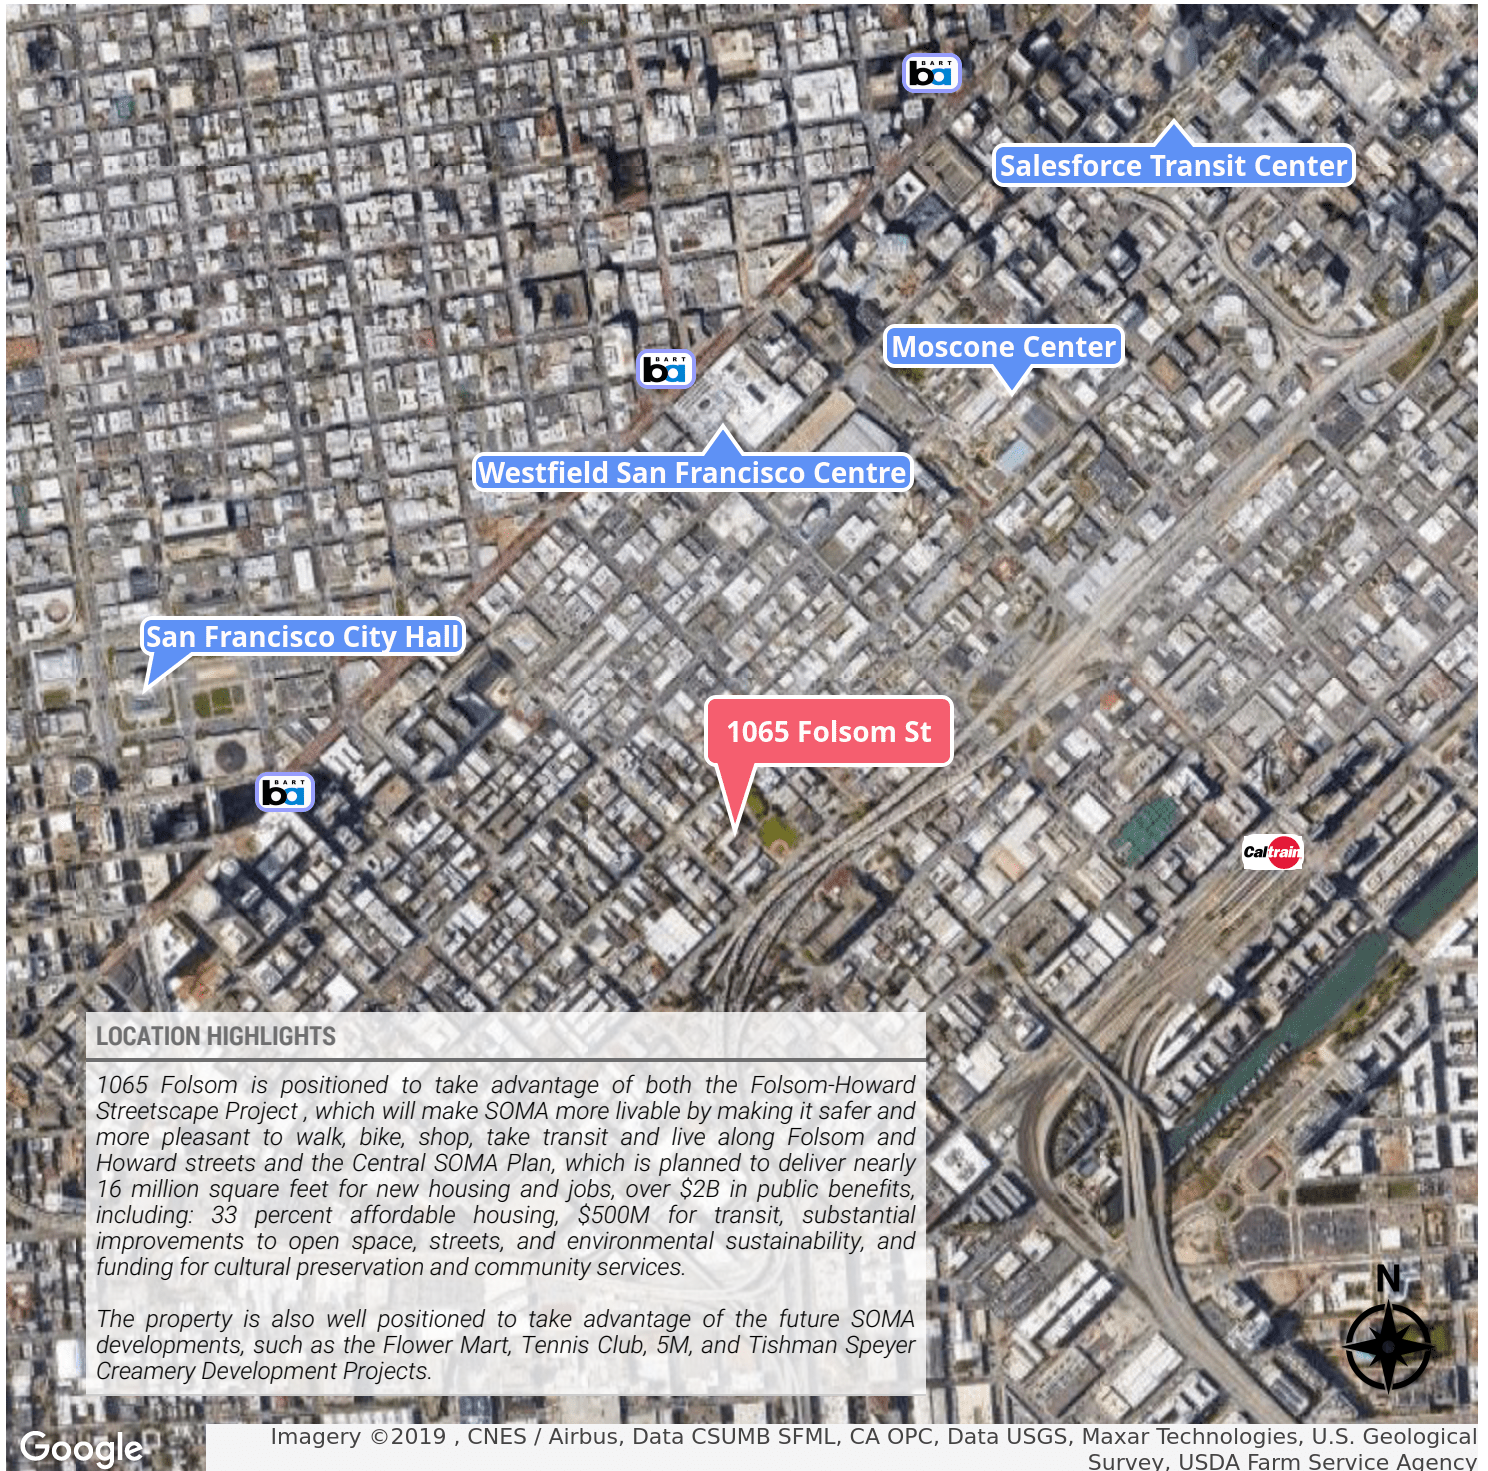 BART
ba
Salesforce Transit Center
Moscone Center
BART
ba
Westfield San Francisco Centre
San Francisco City Hall
1065 Folsom St
BART
ba
Caltrain
LOCATION HIGHLIGHTS
1065 Folsom is positioned to take advantage of both the Folsom-Howard
Streetscape Project , which will make SOMA more livable by making it safer and
more pleasant to walk, bike, shop, take transit and live along Folsom and
Howard streets and the Central SOMA Plan, which is planned to deliver nearly
16 million square feet for new housing and jobs, over $2B in public benefits,
including: 33 percent affordable housing, $500M for transit, substantial
improvements to open space, streets, and environmental sustainability, and
funding for cultural preservation and community services.
The property is also well positioned to take advantage of the future SOMA
developments, such as the Flower Mart, Tennis Club, 5M, and Tishman Speyer
Creamery Development Projects.
N
Google
Imagery ©2019 , CNES / Airbus, Data CSUMB SFML, CA OPC, Data USGS, Maxar Technologies, U.S. Geological
Survey, USDA Farm Service Agency